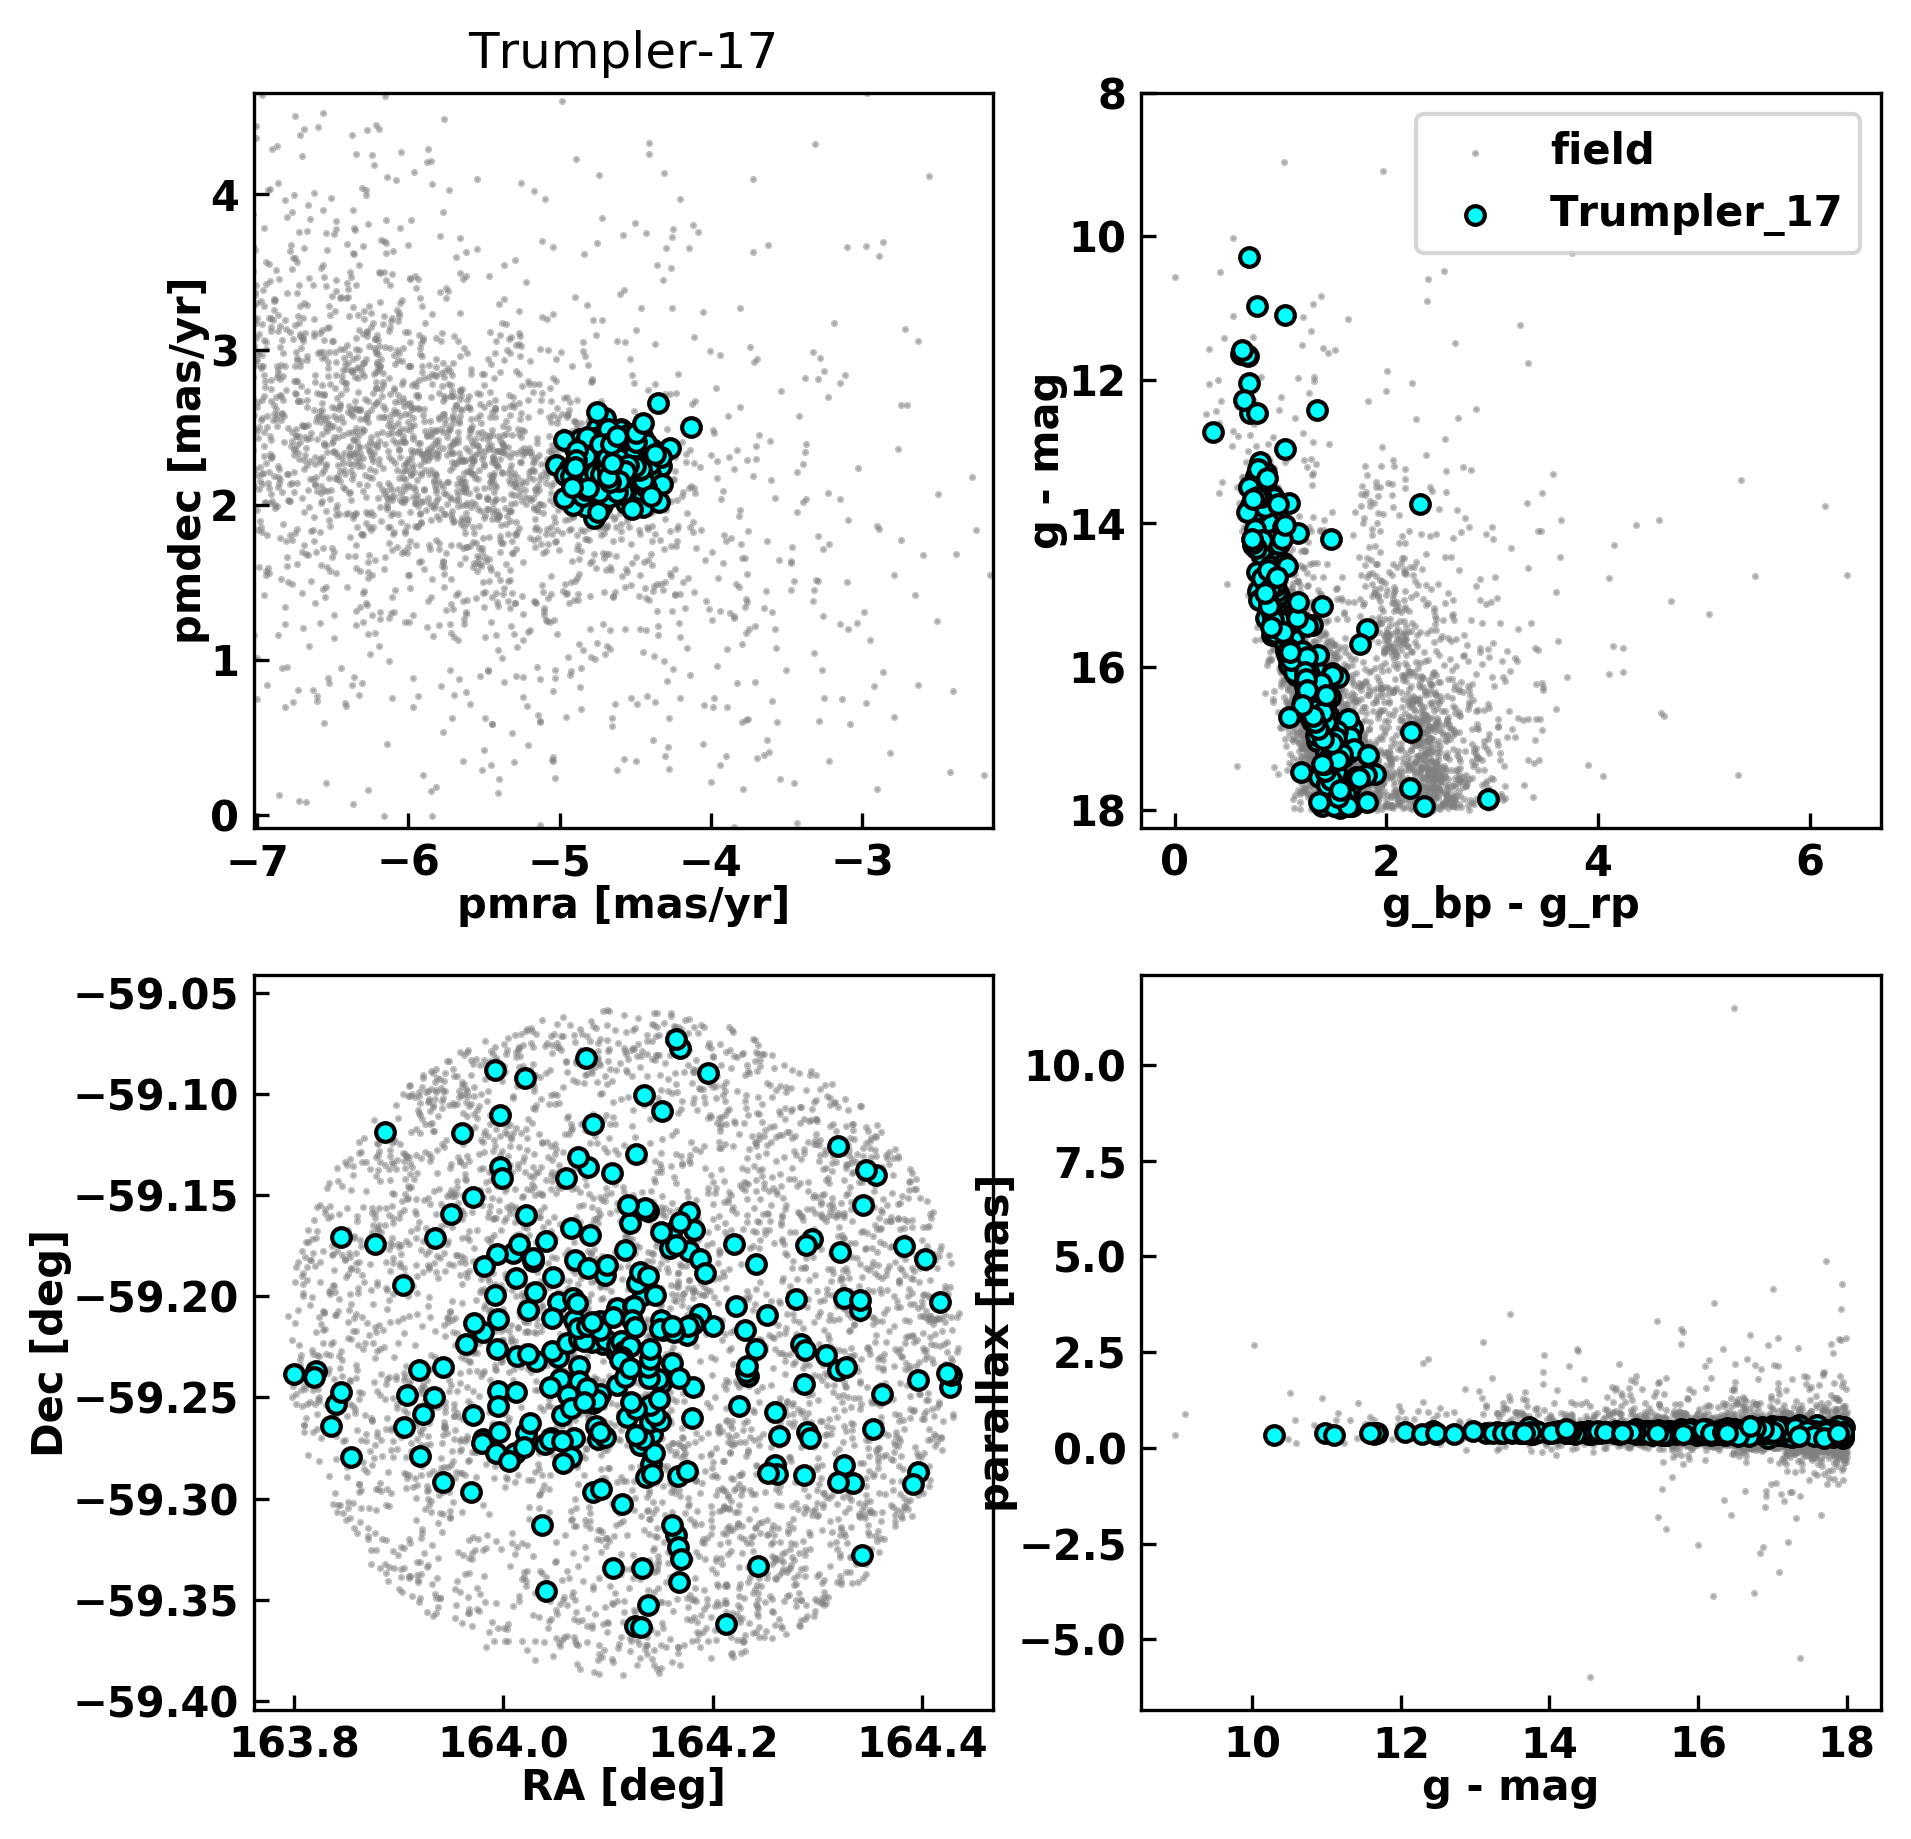 Trumpler-17
4
3
2
1
0
−7 −6 −5 −4 −3
pmra [mas/yr]
pmdec [mas/yr]
8
10
12
14
16
18
0 2 4 6
g_bp - g_rp
g - mag
field
Trumpler_17
−59.05
−59.10
−59.15
−59.20
−59.25
−59.30
−59.35
−59.40
163.8 164.0 164.2 164.4
RA [deg]
Dec [deg]
10.0
7.5
5.0
2.5
0.0
−2.5
−5.0
10 12 14 16 18
g - mag
parallax [mas]